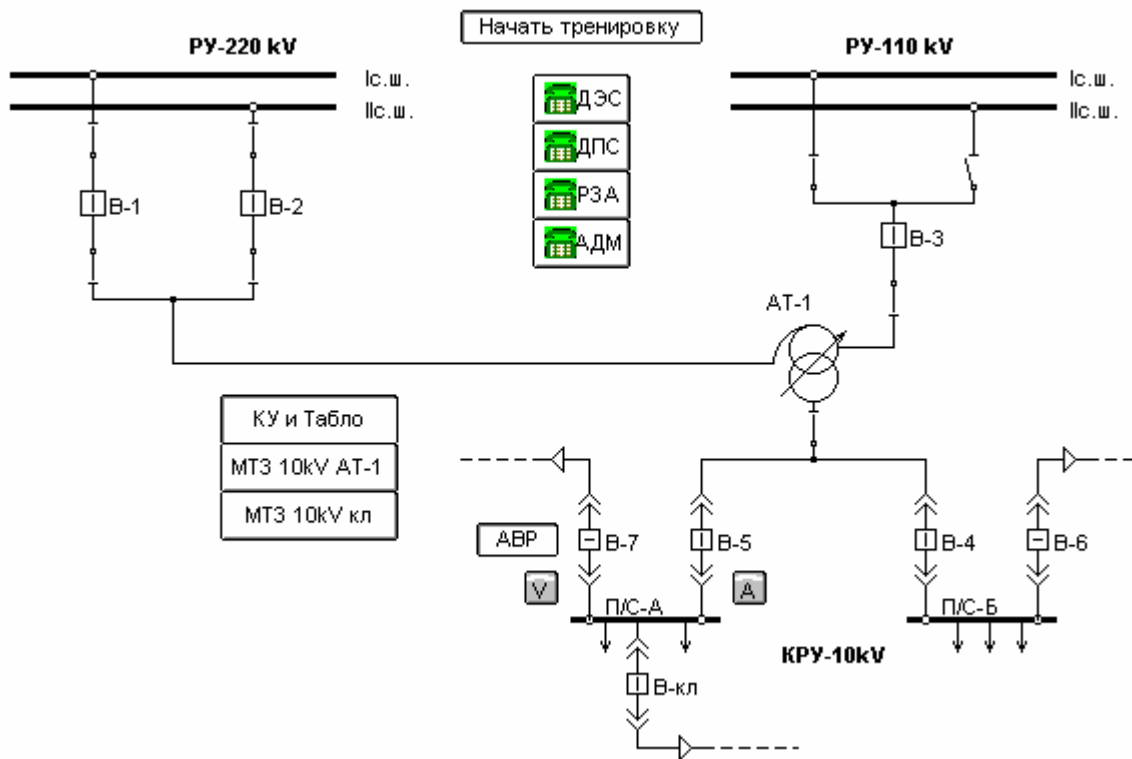 Начать тренировку
РУ-220 kV
РУ-110 kV
Iс.ш.
IIс.ш.
Iс.ш.
IIс.ш.
ДЭС
ДПС
РЗА
АДМ
В-1
В-2
В-3
АТ-1
КУ и Табло
МТЗ 10kV АТ-1
МТЗ 10kV кл
АВР
В-7
В-5
В-4
В-6
V
A
П/С-А
П/С-Б
КРУ-10kV
В-кл